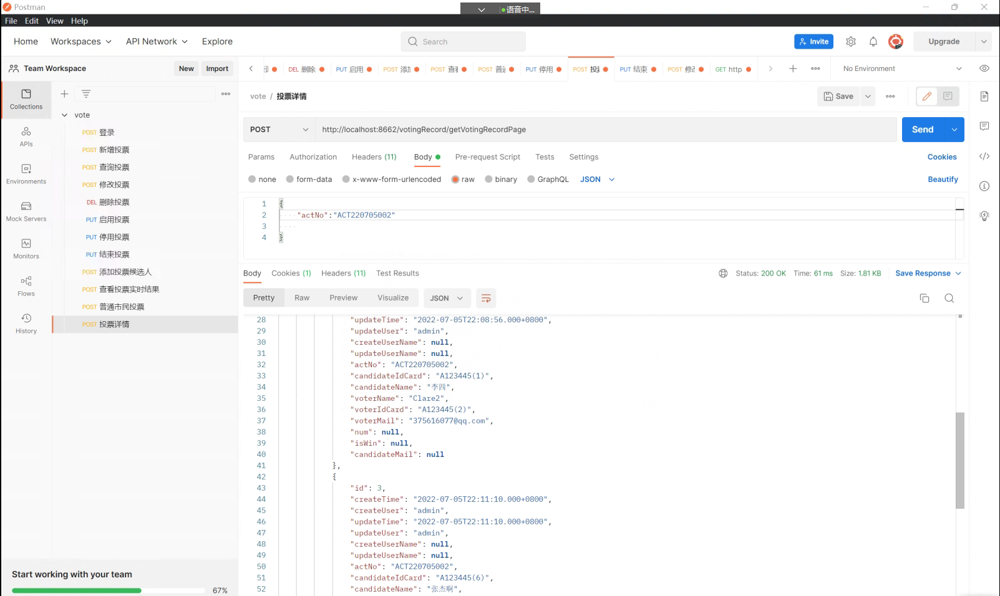 Postman
语音中...
File Edit View Help
Home Workspaces API Network Explore
Search
Invite
Upgrade
Team Workspace
New Import
DEL 删除
PUT 启用
POST
POST
POST
PUT 停用
POST
PUT 结束
POST
GET http
No Environment
Collections
APIs
Environments
Mock Servers
Monitors
Flows
History
vote
POST 登录
POST 新增投票
POST 查询投票
POST 修改投票
DEL 删除投票
PUT 启用投票
PUT 停用投票
PUT 结束投票
POST 添加投票候选人
POST 查看投票实时结果
POST 普通市民投票
POST 投票详情
Start working with your team
67%
vote / 投票详情
Save
POST http://localhost:8662/votingRecord/getVotingRecordPage
Send
Params Authorization Headers (11) Body Pre-request Script Tests Settings
Cookies
none form-data x-www-form-urlencoded raw binary GraphQL JSON
Beautify
1 {
2 "actNo":"ACT220705002"
3
4 }
Body Cookies (1) Headers (11) Test Results
Status: 200 OK Time: 61 ms Size: 1.81 KB
Save Response
Pretty Raw Preview Visualize JSON
28 "updateTime": "2022-07-05T22:08:56.000+0800",
29 "updateUser": "admin",
30 "createUserName": null,
31 "updateUserName": null,
32 "actNo": "ACT220705002",
33 "candidateIdCard": "A123445(1)",
34 "candidateName": "李四",
35 "voterName": "Clare2",
36 "voterIdCard": "A123445(2)",
37 "voterMail": "375616077@qq.com",
38 "num": null,
39 "isWin": null,
40 "candidateMail": null
41 },
42 {
43 "id": 3,
44 "createTime": "2022-07-05T22:11:10.000+0800",
45 "createUser": "admin",
46 "updateTime": "2022-07-05T22:11:10.000+0800",
47 "updateUser": "admin",
48 "createUserName": null,
49 "updateUserName": null,
50 "actNo": "ACT220705002",
51 "candidateIdCard": "A123445(6)",
52 "candidateName": "张杰啊",